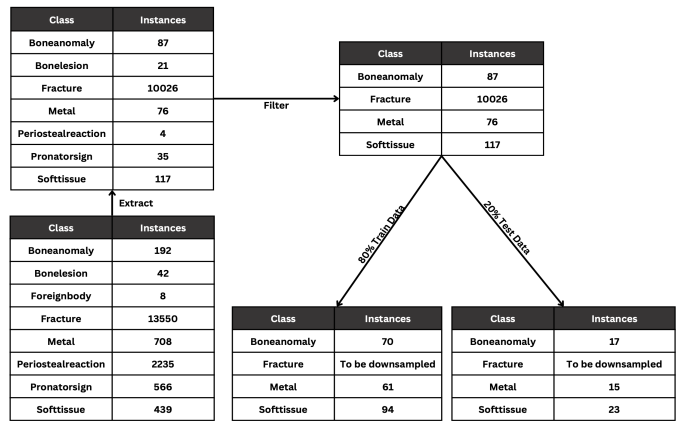 Class Instances
Boneanomaly 87
Bonelesion 21
Fracture 10026
Metal 76
Periostealreaction 4
Pronatorsign 35
Softtissue 117
Filter
Class Instances
Boneanomaly 87
Fracture 10026
Metal 76
Softtissue 117
Extract
Class Instances
Boneanomaly 192
Bonelesion 42
Foreignbody 8
Fracture 13550
Metal 708
Periostealreaction 2235
Pronatorsign 566
Softtissue 439
80% Train Data
20% Test Data
Class Instances
Boneanomaly 70
Fracture To be downsampled
Metal 61
Softtissue 94
Class Instances
Boneanomaly 17
Fracture To be downsampled
Metal 15
Softtissue 23